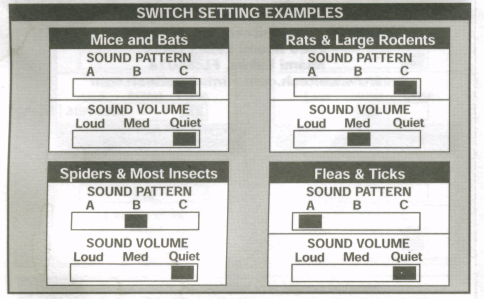 SWITCH SETTING EXAMPLES
Mice and Bats
SOUND PATTERN
A B C
SOUND VOLUME
Loud Med Quiet
Rats & Large Rodents
SOUND PATTERN
A B C
SOUND VOLUME
Loud Med Quiet
Spiders & Most Insects
SOUND PATTERN
A B C
SOUND VOLUME
Loud Med Quiet
Fleas & Ticks
SOUND PATTERN
A B C
SOUND VOLUME
Loud Med Quiet